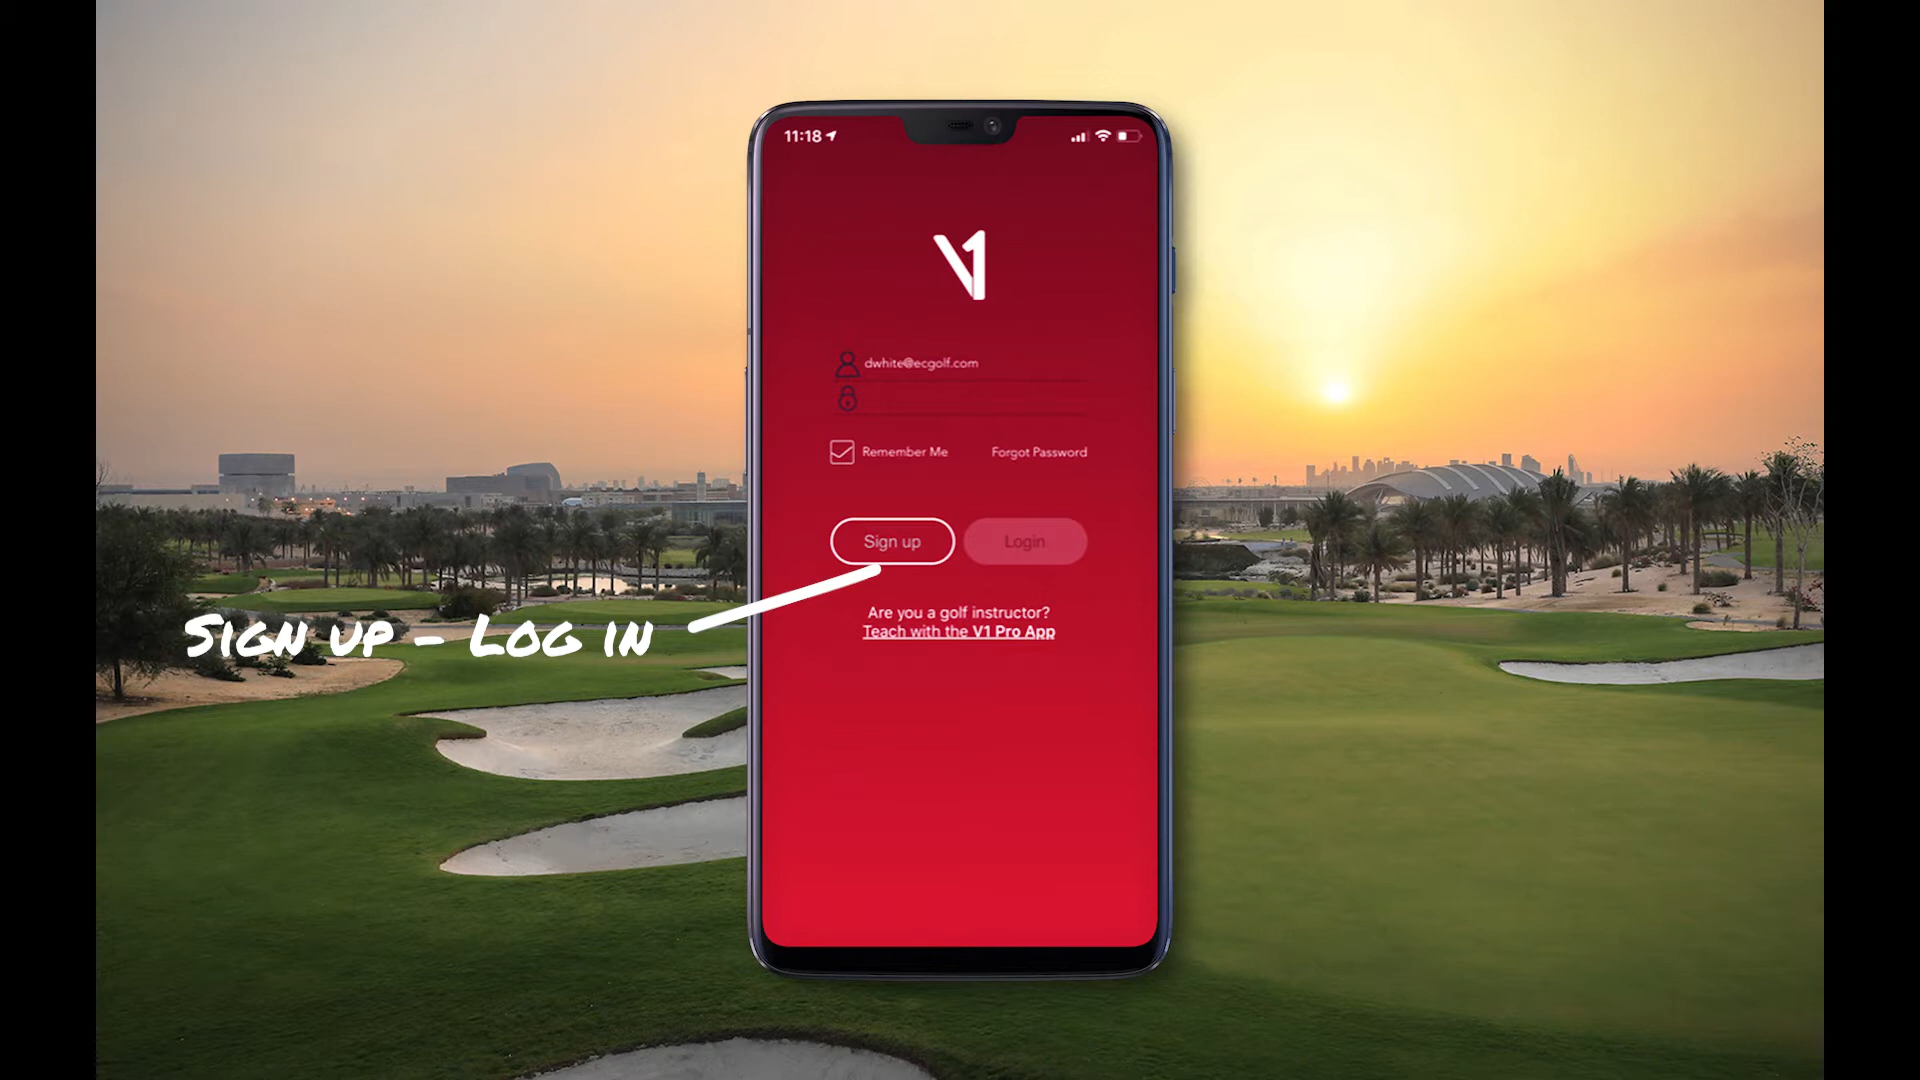 11:18
V1
dwhite@ecgolf.com
Remember Me Forgot Password
Sign up Login
Are you a golf instructor?
Teach with the V1 Pro App
Sign up - Log in